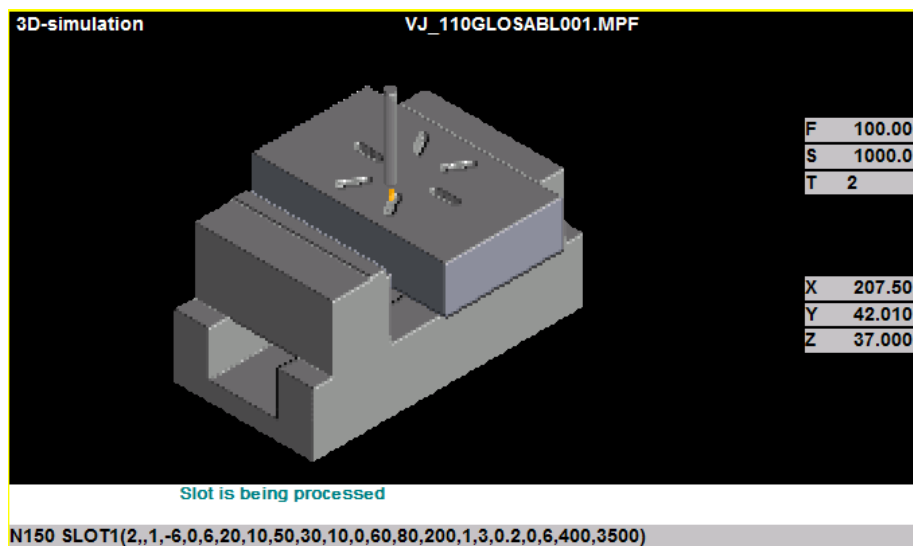 3D-simulation VJ_110GLOSABL001.MPF
F 100.00
S 1000.0
T 2
X 207.50
Y 42.010
Z 37.000
Slot is being processed
N150 SLOT1(2,,1,-6,0,6,20,10,50,30,10,0,60,80,200,1,3,0.2,0,6,400,3500)